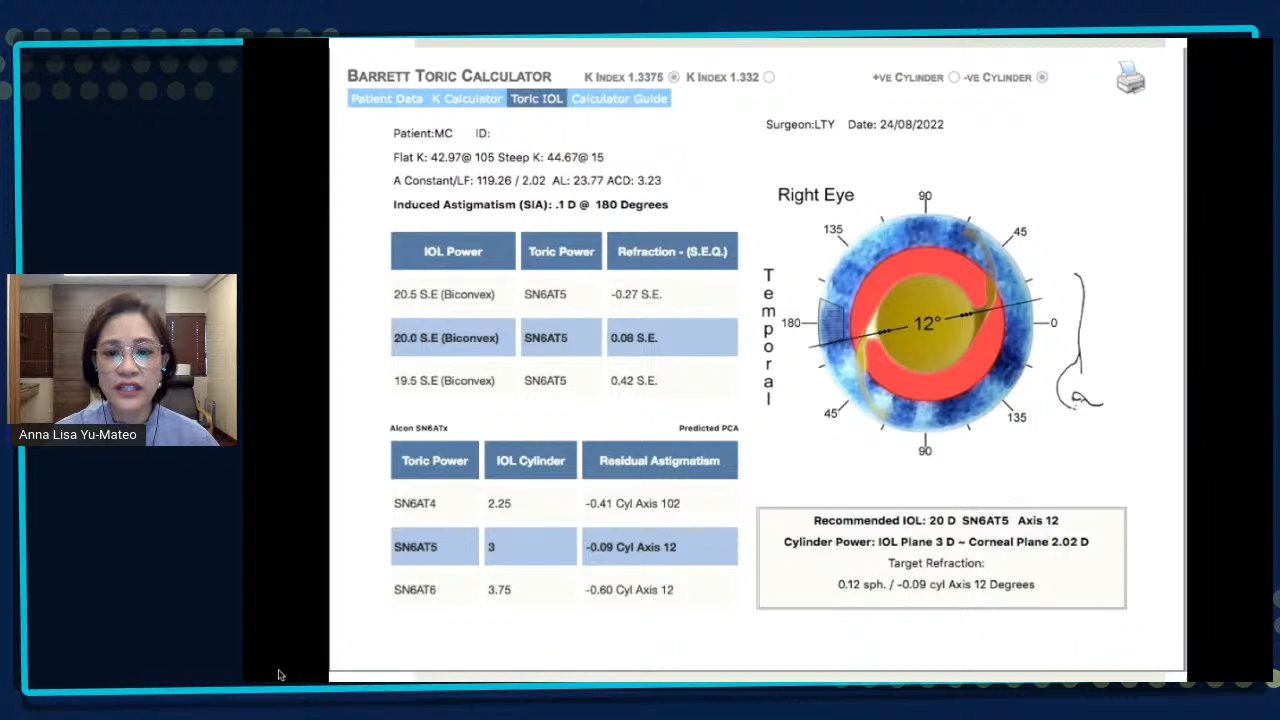 BARRETT TORIC CALCULATOR K INDEX 1.3375 K INDEX 1.332 +VE CYLINDER -VE CYLINDER
Patient Data K Calculator Toric IOL Calculator Guide
Surgeon:LTY Date: 24/08/2022
Patient:MC ID:
Flat K: 42.97@ 105 Steep K: 44.67@ 15
A Constant/LF: 119.26 / 2.02 AL: 23.77 ACD: 3.23
Induced Astigmatism (SIA): .1 D @ 180 Degrees
IOL Power Toric Power Refraction - (S.E.Q.)
20.5 S.E (Biconvex) SN6AT5 -0.27 S.E.
20.0 S.E (Biconvex) SN6AT5 0.08 S.E.
19.5 S.E (Biconvex) SN6AT5 0.42 S.E.
Alcon SN6ATx Predicted PCA
Toric Power IOL Cylinder Residual Astigmatism
SN6AT4 2.25 -0.41 Cyl Axis 102
SN6AT5 3 -0.09 Cyl Axis 12
SN6AT6 3.75 -0.60 Cyl Axis 12
Right Eye
90
135
45
Temporal
180
12°
0
45
135
90
Recommended IOL: 20 D SN6AT5 Axis 12
Cylinder Power: IOL Plane 3 D ~ Corneal Plane 2.02 D
Target Refraction:
0.12 sph. / -0.09 cyl Axis 12 Degrees
Anna Lisa Yu-Mateo